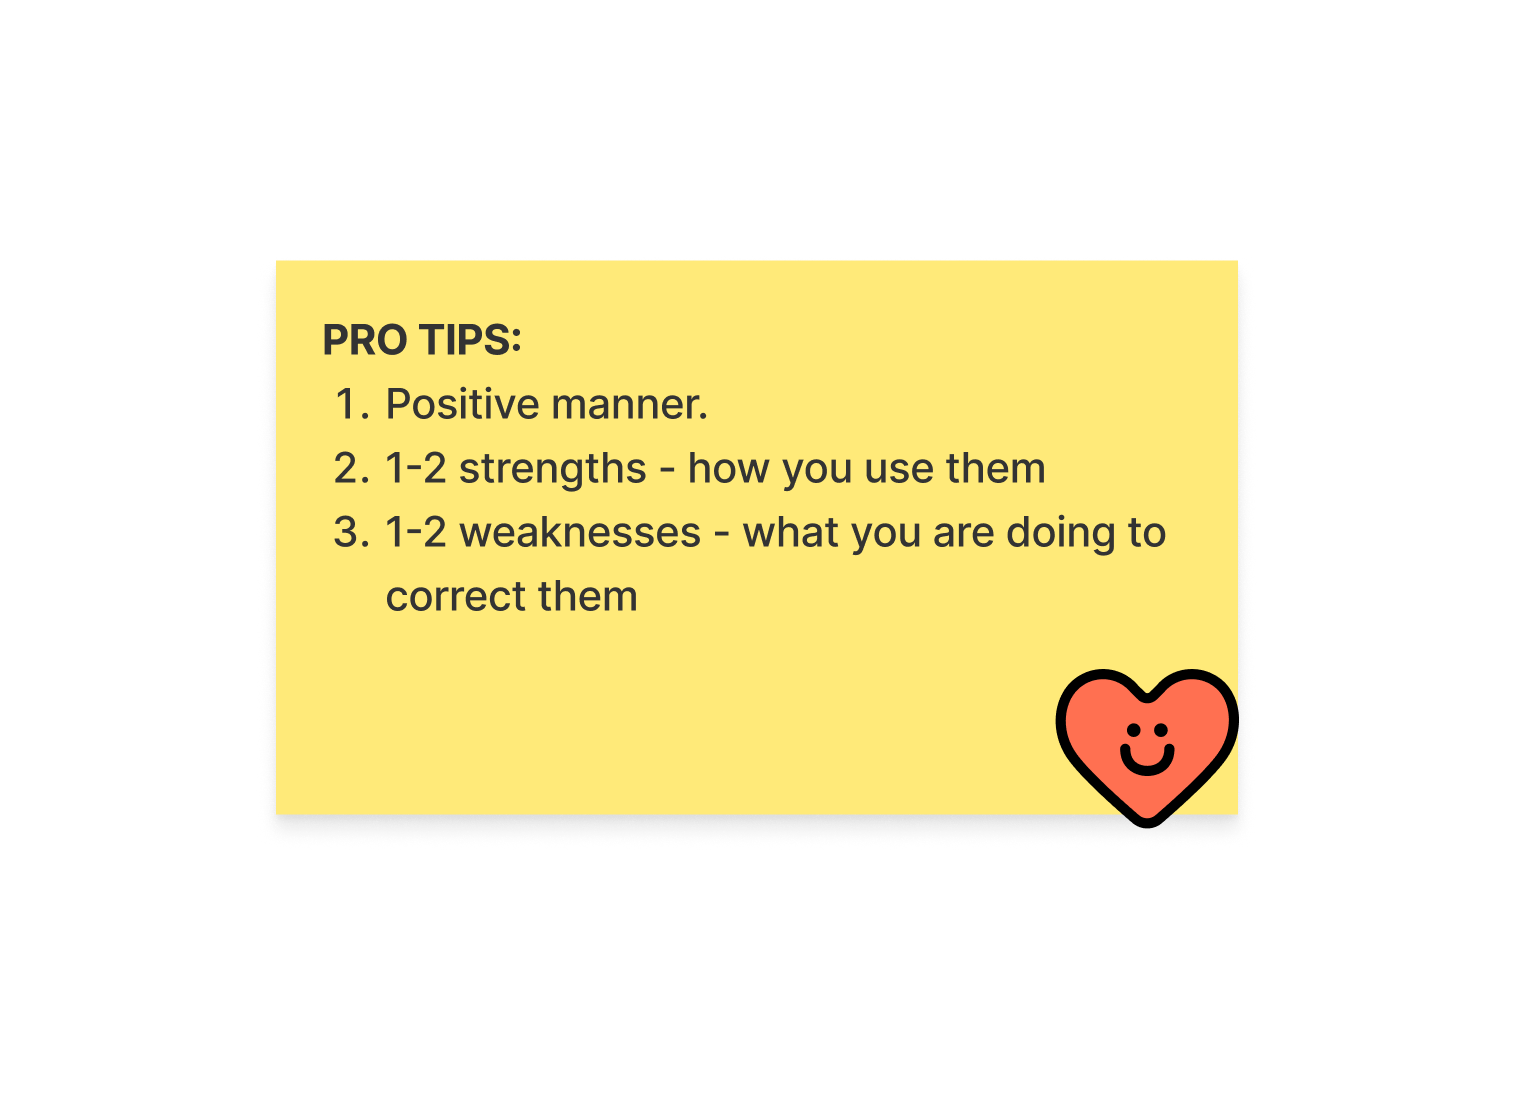 PRO TIPS:
1. Positive manner.
2. 1-2 strengths - how you use them
3. 1-2 weaknesses - what you are doing to
correct them